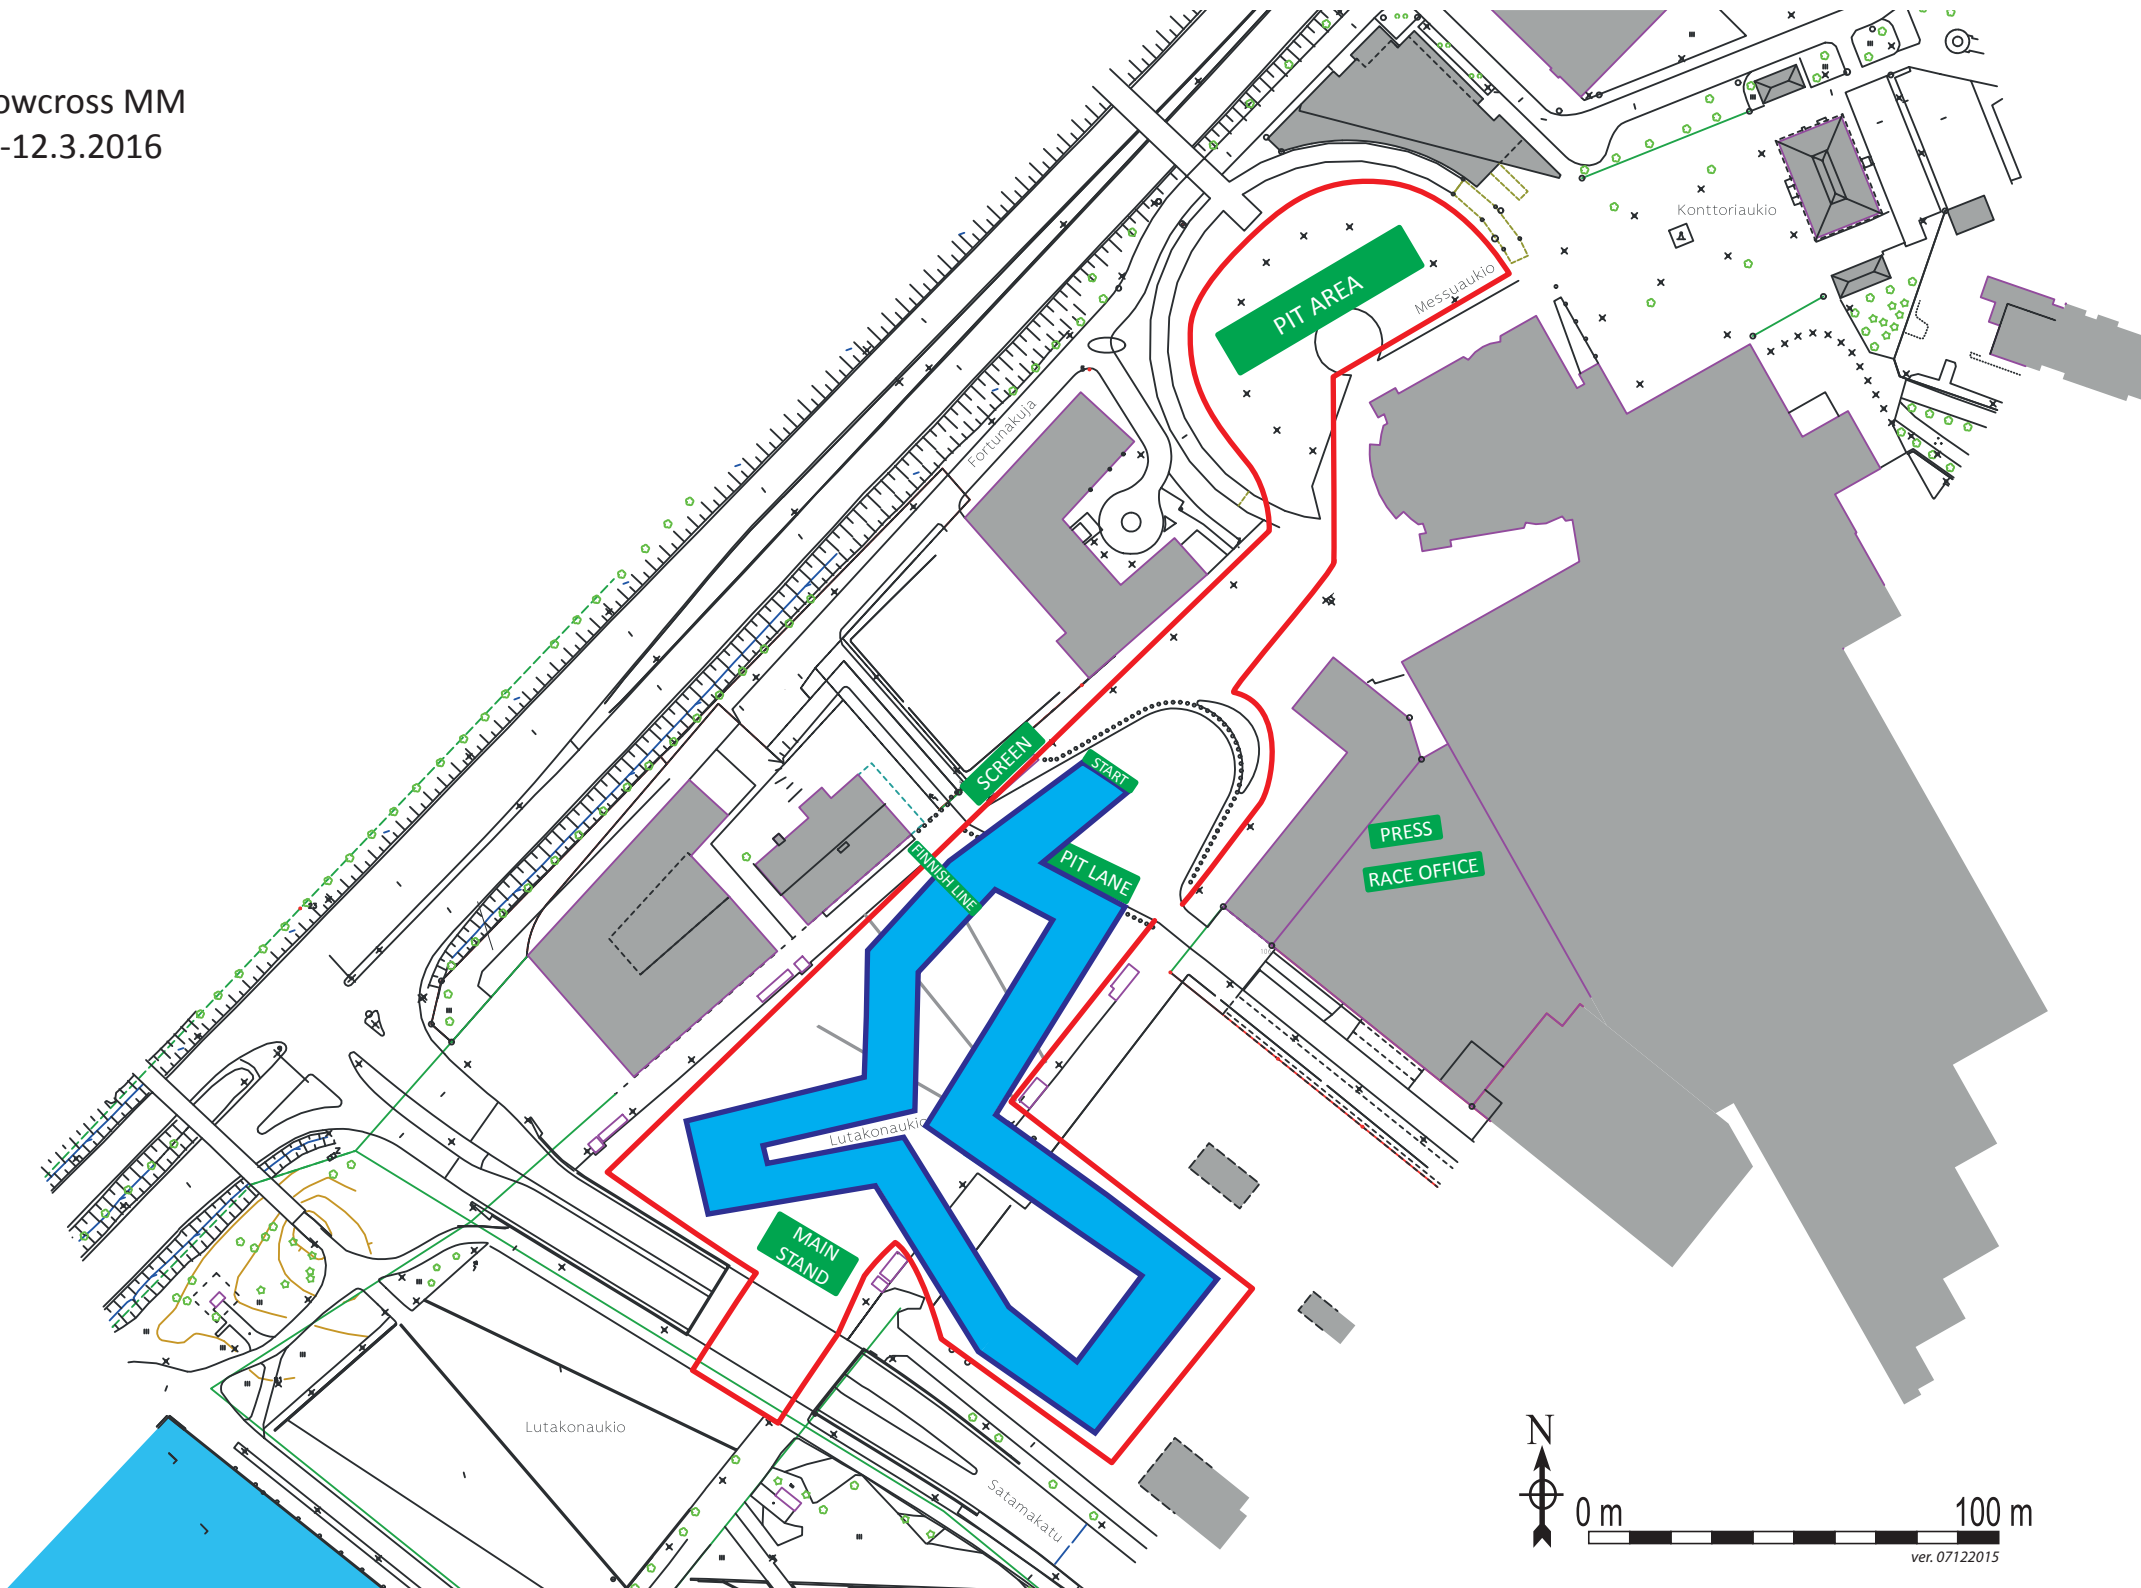 owcross MM
-12.3.2016
Konttoriaukio
PIT AREA
Messuaukio
Fortunakuja
SCREEN
START
FINNISH LINE
PIT LANE
PRESS
RACE OFFICE
Lutakonaukio
MAIN
STAND
Lutakonaukio
Satamakatu
N
0 m 100 m
ver. 07122015